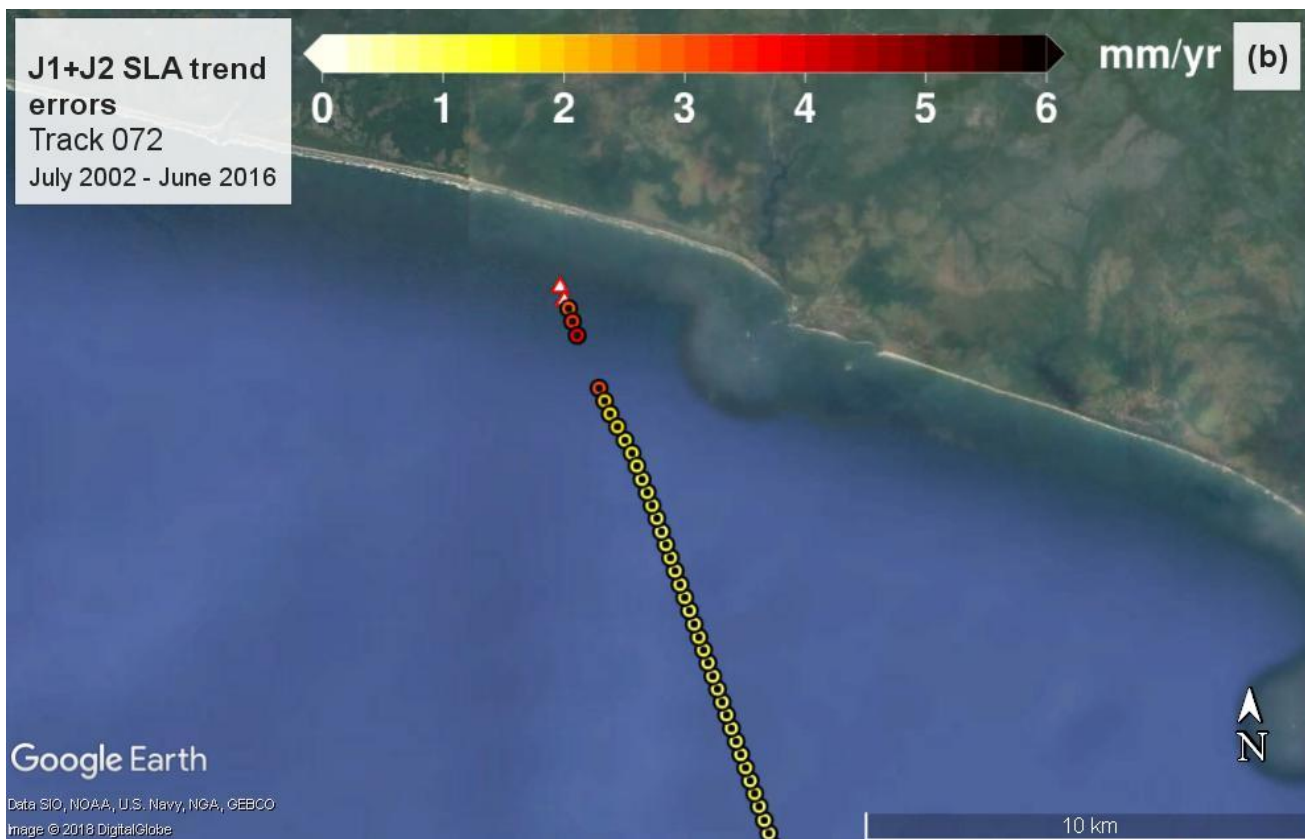 J1+J2 SLA trend
errors
Track 072
July 2002 - June 2016
0 1 2 3 4 5 6
mm/yr
(b)
N
Google Earth
Data SIO, NOAA, U.S. Navy, NGA, GEBCO
Image © 2018 DigitalGlobe
10 km